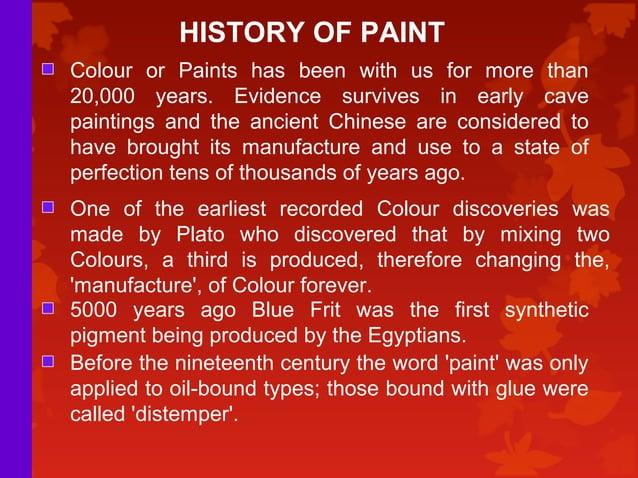 HISTORY OF PAINT
Colour or Paints has been with us for more than
20,000 years. Evidence survives in early cave
paintings and the ancient Chinese are considered to
have brought its manufacture and use to a state of
perfection tens of thousands of years ago.
One of the earliest recorded Colour discoveries was
made by Plato who discovered that by mixing two
Colours, a third is produced, therefore changing the,
'manufacture', of Colour forever.
5000 years ago Blue Frit was the first synthetic
pigment being produced by the Egyptians.
Before the nineteenth century the word 'paint' was only
applied to oil-bound types; those bound with glue were
called 'distemper'.